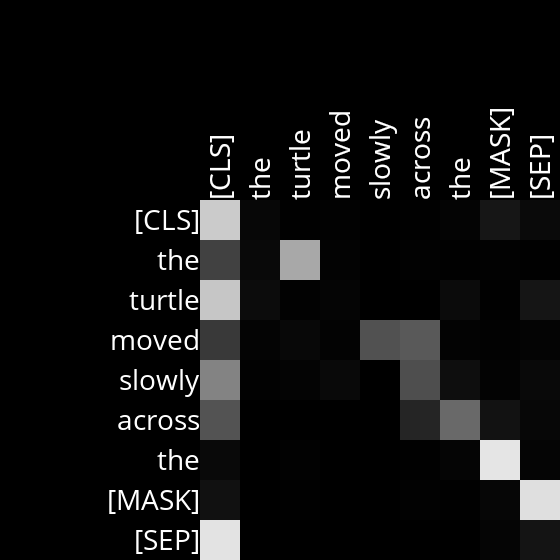 [CLS] the turtle moved slowly across the [MASK] [SEP]
[CLS]
the
turtle
moved
slowly
across
the
[MASK]
[SEP]